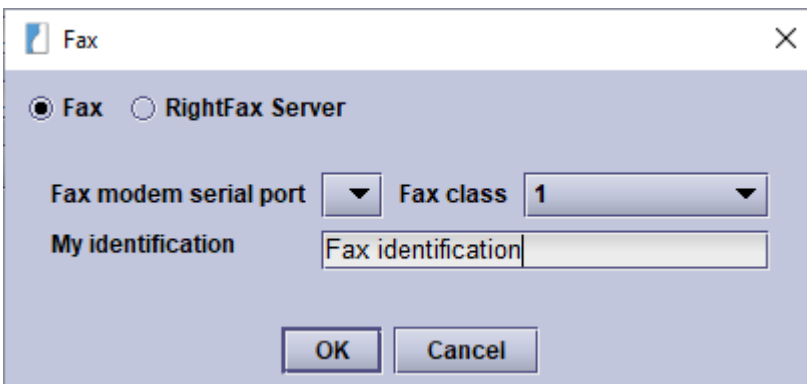 Fax
Fax RightFax Server
Fax modem serial port Fax class 1
My identification Fax identification
OK Cancel